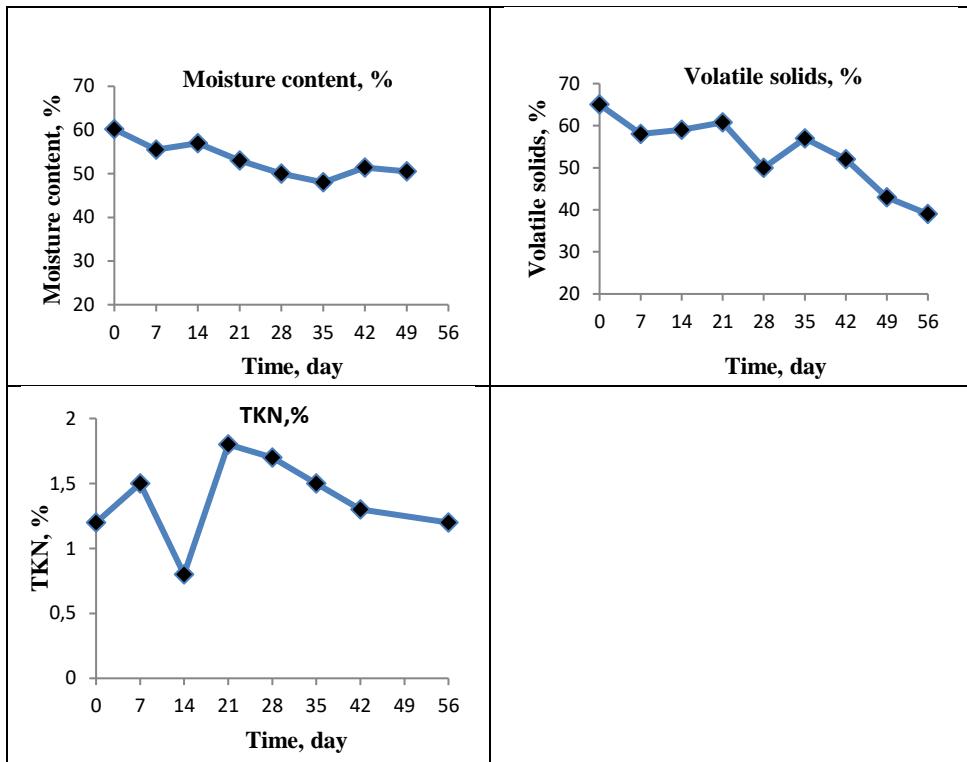 Moisture content, %
Moisture content, %
70
60
50
40
30
20
0 7 14 21 28 35 42 49 56
Time, day
Volatile solids, %
Volatile solids, %
70
60
50
40
30
20
0 7 14 21 28 35 42 49 56
Time, day
TKN,%
TKN, %
2
1,5
1
0,5
0
0 7 14 21 28 35 42 49 56
Time, day